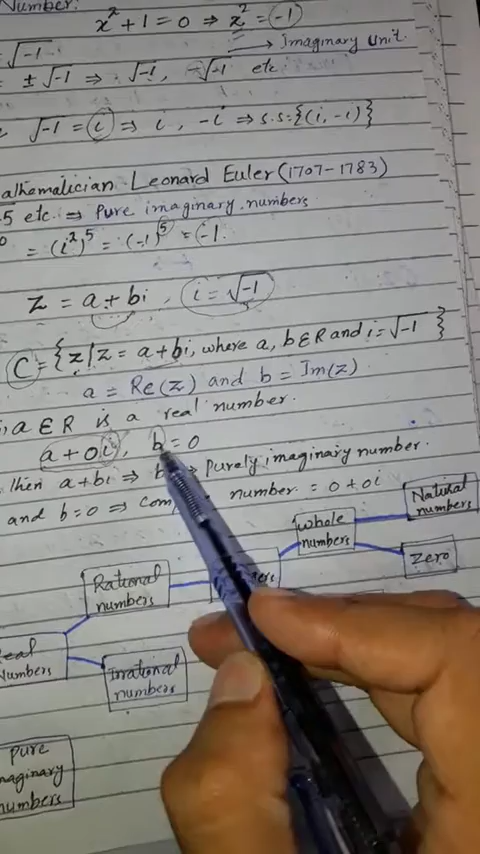 Number:
x² + 1 = 0 ⇒ x² = (-1)
= √-1 → Imaginary unit.
= ± √-1 ⇒ √-1, -√-1 etc
√-1 = i ⇒ i, -i ⇒ s.s = {(i, -i)}
athematician Leonard Euler (1707-1783)
5 etc ⇒ Pure imaginary numbers
= (i²)⁵ = (-1)⁵ = (-1)
Z = a + bi, i = √-1
C = {z / z = a + bi, where a, b ∈ R and i = √-1}
a = Re(z) and b = Im(z)
a ∈ R is a real number.
a + 0i, b = 0
then a + bi ⇒ b ⇒ Purely imaginary number.
and b = 0 ⇒ Com number = 0 + 0i
Natural numbers
Whole numbers
Zero
Rational numbers
eal Numbers
Irrational numbers
Pure
maginary
numbers